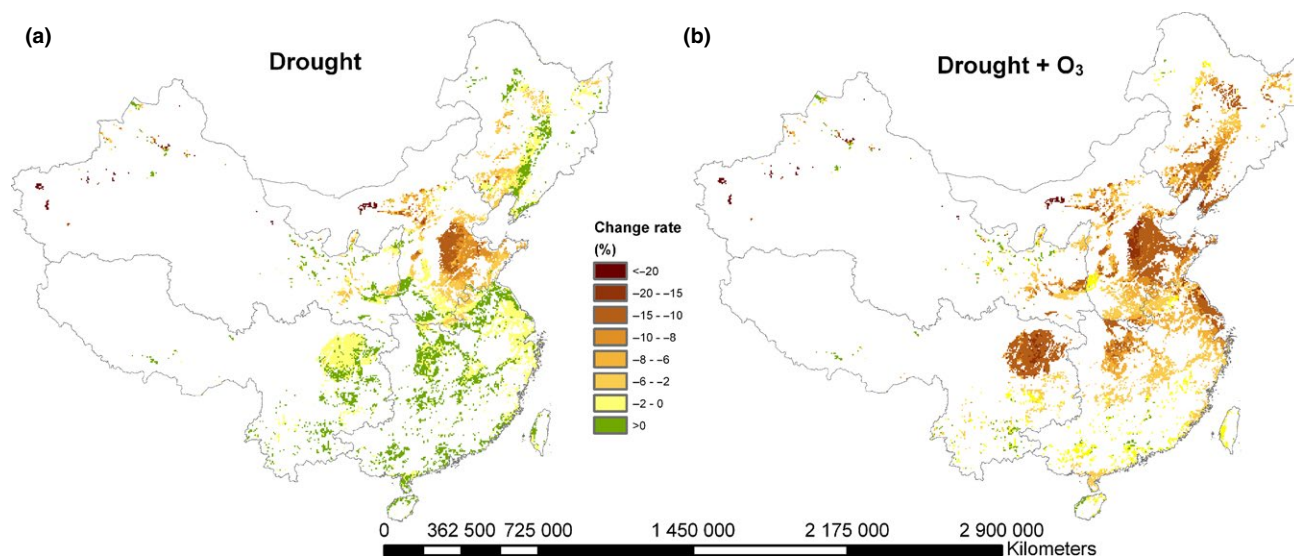 (a)
Drought
(b)
Drought + O₃
Change rate
(%)
<–20
–20 - –15
–15 - –10
–10 - –8
–8 - –6
–6 - –2
–2 - 0
>0
0 362 500 725 000 1 450 000 2 175 000 2 900 000
Kilometers